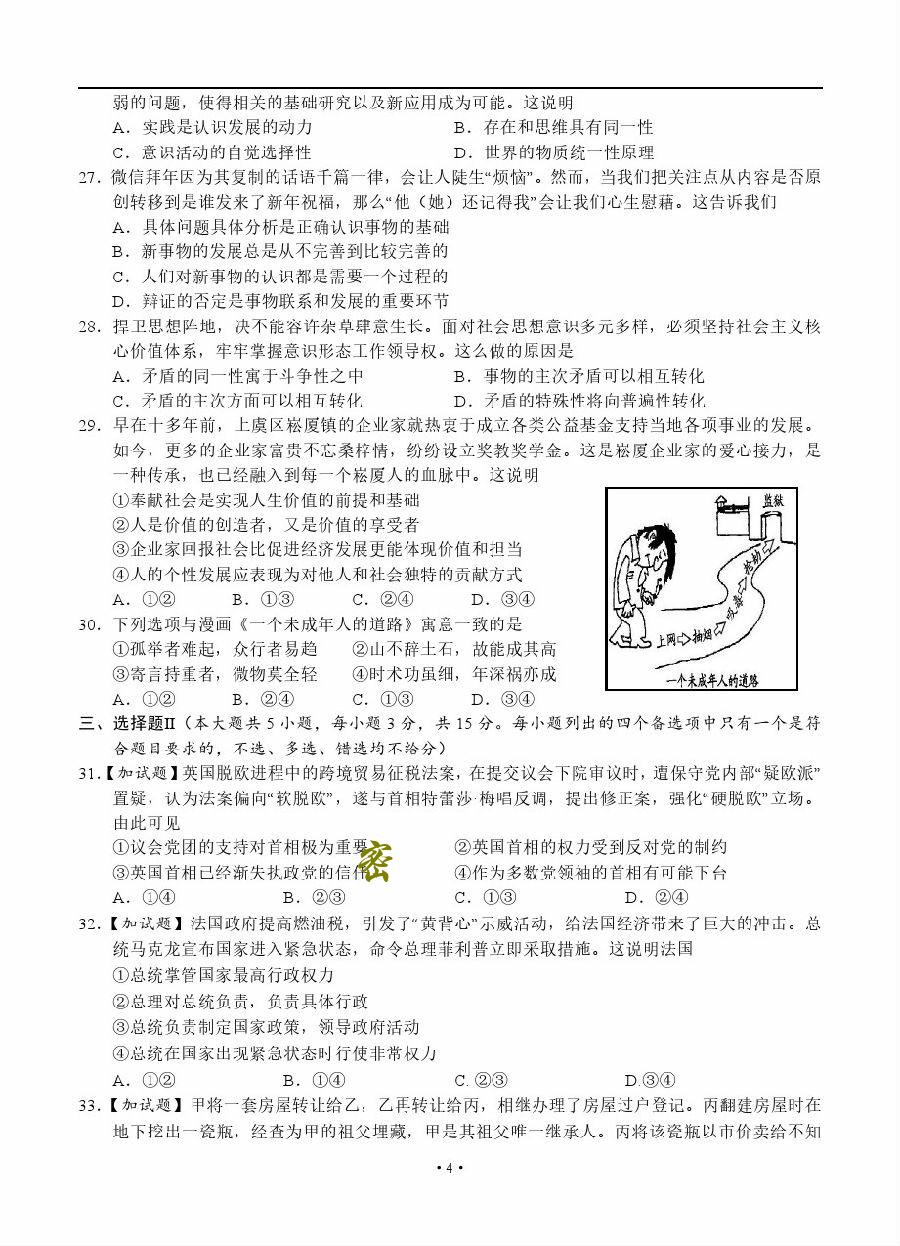 弱的问题，使得相关的基础研究以及新应用成为可能。这说明
A．实践是认识发展的动力 B．存在和思维具有同一性
C．意识活动的自觉选择性 D．世界的物质统一性原理
27．微信拜年因为其复制的话语千篇一律，会让人陡生“烦恼”。然而，当我们把关注点从内容是否原
创转移到是谁发来了新年祝福，那么“他（她）还记得我”会让我们心生慰藉。这告诉我们
A．具体问题具体分析是正确认识事物的基础
B．新事物的发展总是从不完善到比较完善的
C．人们对新事物的认识都是需要一个过程的
D．辩证的否定是事物联系和发展的重要环节
28．捍卫思想阵地，决不能容许杂草肆意生长。面对社会思想意识多元多样，必须坚持社会主义核
心价值体系，牢牢掌握意识形态工作领导权。这么做的原因是
A．矛盾的同一性寓于斗争性之中 B．事物的主次矛盾可以相互转化
C．矛盾的主次方面可以相互转化 D．矛盾的特殊性将向普遍性转化
29．早在十多年前，上虞区崧厦镇的企业家就热衷于成立各类公益基金支持当地各项事业的发展。
如今，更多的企业家富贵不忘桑梓情，纷纷设立奖教奖学金。这是崧厦企业家的爱心接力，是
一种传承，也已经融入到每一个崧厦人的血脉中。这说明
①奉献社会是实现人生价值的前提和基础
②人是价值的创造者，又是价值的享受者
③企业家回报社会比促进经济发展更能体现价值和担当
④人的个性发展应表现为对他人和社会独特的贡献方式
A．①② B．①③ C．②④ D．③④
30．下列选项与漫画《一个未成年人的道路》寓意一致的是
①孤举者难起，众行者易趋 ②山不辞土石，故能成其高
③寄言持重者，微物莫全轻 ④时术功虽细，年深祸亦成
A．①② B．②④ C．①③ D．③④
监狱
抢劫
吸毒
上网⇨抽烟
一个未成年人的道路
三、选择题Ⅱ（本大题共 5 小题，每小题 3 分，共 15 分。每小题列出的四个备选项中只有一个是符
合题目要求的，不选、多选、错选均不给分）
31.【加试题】英国脱欧进程中的跨境贸易征税法案，在提交议会下院审议时，遭保守党内部“疑欧派”
置疑，认为法案偏向“软脱欧”，遂与首相特蕾莎·梅唱反调，提出修正案，强化“硬脱欧”立场。
由此可见
①议会党团的支持对首相极为重要 ②英国首相的权力受到反对党的制约
③英国首相已经渐失执政党的信任 ④作为多数党领袖的首相有可能下台
密
A．①④ B．②③ C．①③ D．②④
32．【加试题】法国政府提高燃油税，引发了“黄背心”示威活动，给法国经济带来了巨大的冲击。总
统马克龙宣布国家进入紧急状态，命令总理菲利普立即采取措施。这说明法国
①总统掌管国家最高行政权力
②总理对总统负责，负责具体行政
③总统负责制定国家政策，领导政府活动
④总统在国家出现紧急状态时行使非常权力
A．①② B．①④ C. ②③ D.③④
33．【加试题】甲将一套房屋转让给乙，乙再转让给丙，相继办理了房屋过户登记。丙翻建房屋时在
地下挖出一瓷瓶，经查为甲的祖父埋藏，甲是其祖父唯一继承人。丙将该瓷瓶以市价卖给不知
·4·